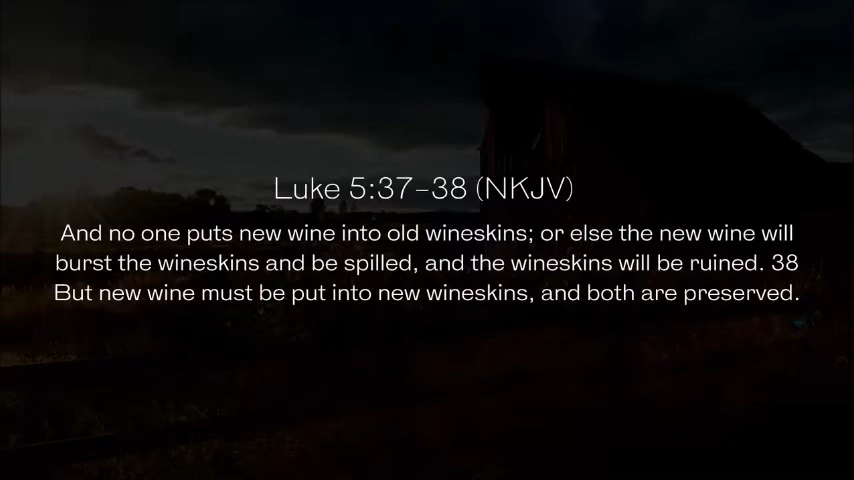 Luke 5:37-38 (NKJV)
And no one puts new wine into old wineskins; or else the new wine will
burst the wineskins and be spilled, and the wineskins will be ruined. 38
But new wine must be put into new wineskins, and both are preserved.